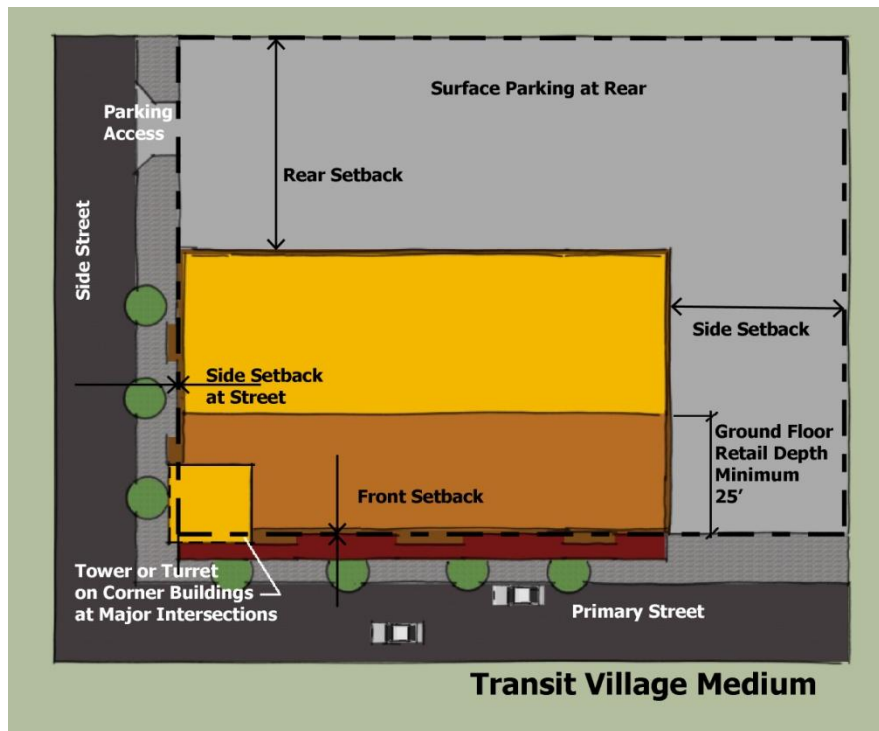 Surface Parking at Rear
Parking
Access
Rear Setback
Side Street
Side Setback
Side Setback
at Street
Ground Floor
Retail Depth
Minimum
25’
Front Setback
Tower or Turret
on Corner Buildings
at Major Intersections
Primary Street
Transit Village Medium